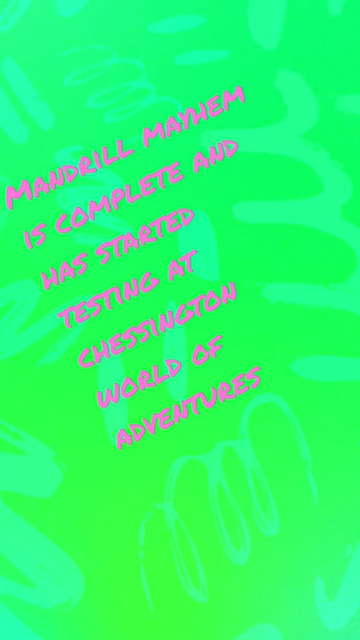 Mandrill mayhem
is complete and
has started
testing at
chessington
world of
adventures